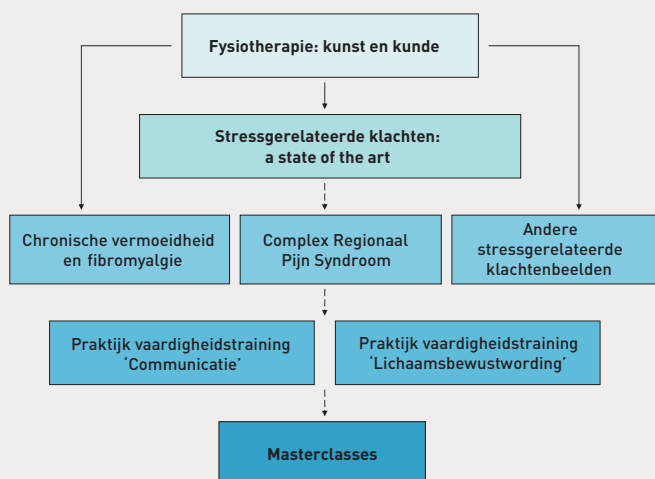 Fysiotherapie: kunst en kunde
Stressgerelateerde klachten:
a state of the art
Chronische vermoeidheid
en fibromyalgie
Complex Regionaal
Pijn Syndroom
Andere
stressgerelateerde
klachtenbeelden
Praktijk vaardigheidstraining
‘Communicatie’
Praktijk vaardigheidstraining
‘Lichaamsbewustwording’
Masterclasses